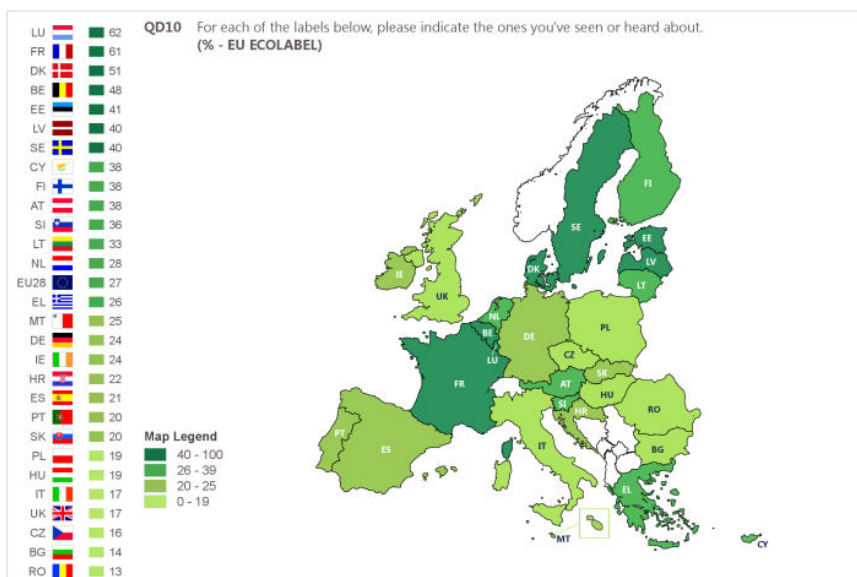 QD10 For each of the labels below, please indicate the ones you've seen or heard about.
(% - EU ECOLABEL)
LU 62
FR 61
DK 51
BE 48
EE 41
LV 40
SE 40
CY 38
FI 38
AT 38
SI 36
LT 33
NL 28
EU28 27
EL 26
MT 25
DE 24
IE 24
HR 22
ES 21
PT 20
SK 20
PL 19
HU 19
IT 17
UK 17
CZ 16
BG 14
RO 13
Map Legend
40 - 100
26 - 39
20 - 25
0 - 19
FI
SE
EE
LV
LT
DK
IE
UK
NL
BE
LU
DE
PL
CZ
SK
FR
AT
HU
SI
HR
RO
PT
ES
IT
BG
EL
MT
CY